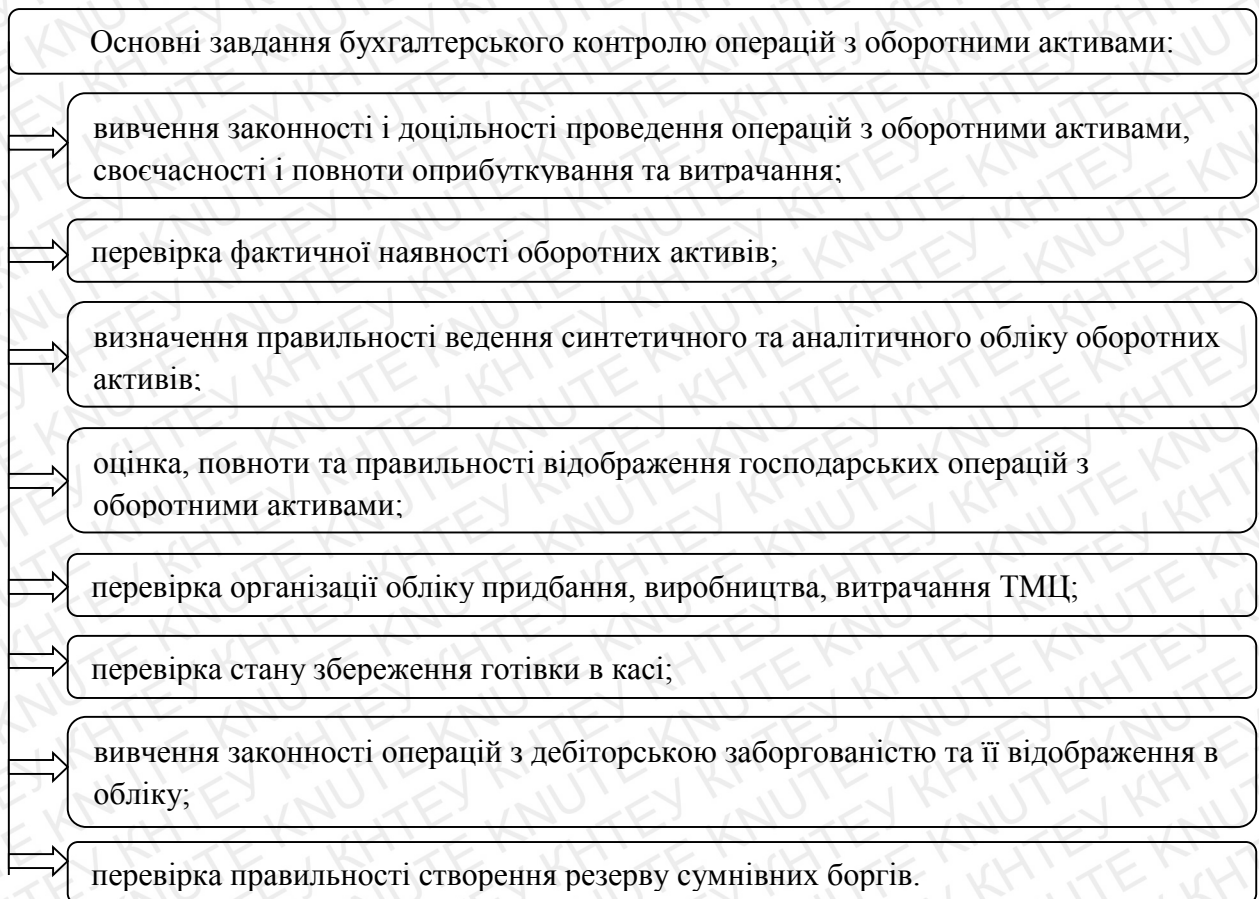 Основні завдання бухгалтерського контролю операцій з оборотними активами:
вивчення законності і доцільності проведення операцій з оборотними активами,
своєчасності і повноти оприбуткування та витрачання;
перевірка фактичної наявності оборотних активів;
визначення правильності ведення синтетичного та аналітичного обліку оборотних
активів;
оцінка, повноти та правильності відображення господарських операцій з
оборотними активами;
перевірка організації обліку придбання, виробництва, витрачання ТМЦ;
перевірка стану збереження готівки в касі;
вивчення законності операцій з дебіторською заборгованістю та її відображення в
обліку;
перевірка правильності створення резерву сумнівних боргів.